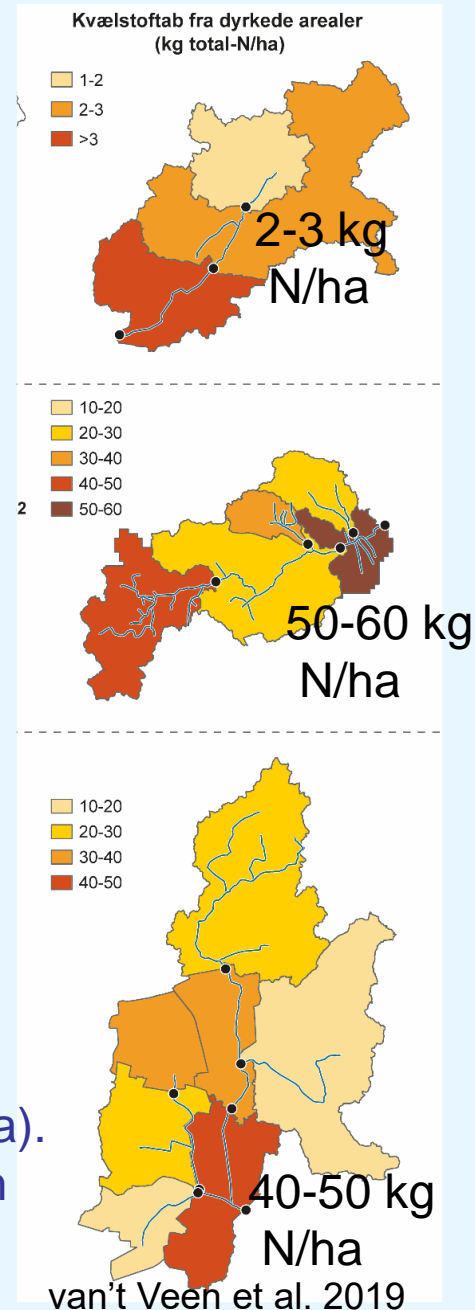 Kvælstoftab fra dyrkede arealer
(kg total-N/ha)
1-2
2-3
>3
2-3 kg
N/ha
10-20
20-30
30-40
40-50
50-60
2
50-60 kg
N/ha
10-20
20-30
30-40
40-50
a).
40-50 kg
N/ha
van't Veen et al. 2019